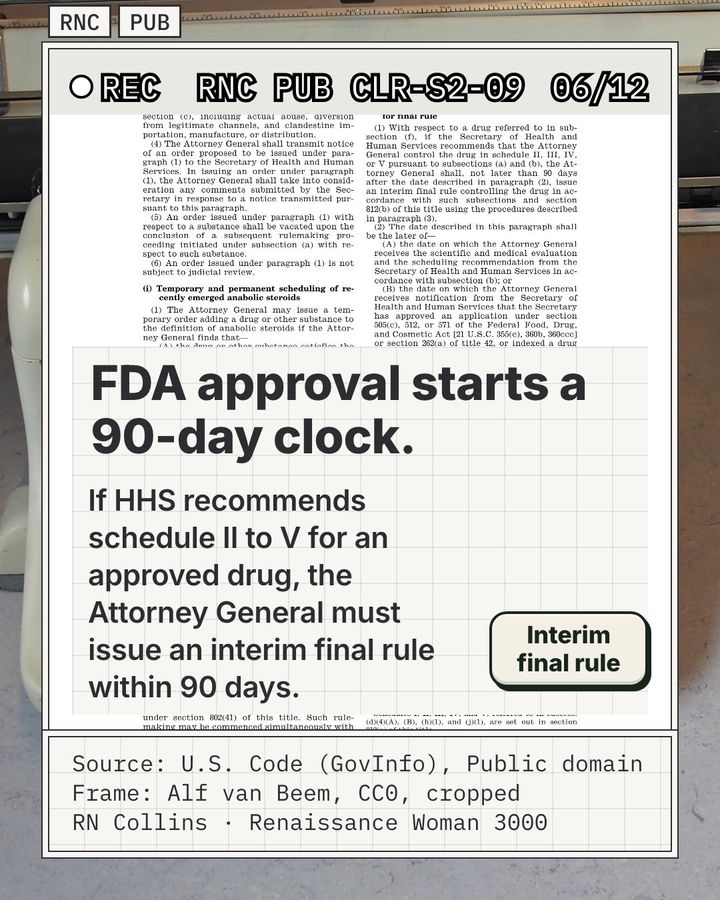 RNC PUB
REC RNC PUB CLR-S2-09 06/12
section (c), including actual abuse, diversion
from legitimate channels, and clandestine im-
portation, manufacture, or distribution.
(4) The Attorney General shall transmit notice
of an order proposed to be issued under para-
graph (1) to the Secretary of Health and Human
Services. In issuing an order under paragraph
(1), the Attorney General shall take into consid-
eration any comments submitted by the Sec-
retary in response to a notice transmitted pur-
suant to this paragraph.
(5) An order issued under paragraph (1) with
respect to a substance shall be vacated upon the
conclusion of a subsequent rulemaking pro-
ceeding initiated under subsection (a) with re-
spect to such substance.
(6) An order issued under paragraph (1) is not
subject to judicial review.
(i) Temporary and permanent scheduling of re-
cently emerged anabolic steroids
(1) The Attorney General may issue a tem-
porary order adding a drug or other substance to
the definition of anabolic steroids if the Attor-
ney General finds that—
(A) the drug or other substance satisfies the
for final rule
(1) With respect to a drug referred to in sub-
section (f), if the Secretary of Health and
Human Services recommends that the Attorney
General control the drug in schedule II, III, IV,
or V pursuant to subsections (a) and (b), the At-
torney General shall, not later than 90 days
after the date described in paragraph (2), issue
an interim final rule controlling the drug in ac-
cordance with such subsections and section
812(b) of this title using the procedures described
in paragraph (3).
(2) The date described in this paragraph shall
be the later of—
(A) the date on which the Attorney General
receives the scientific and medical evaluation
and the scheduling recommendation from the
Secretary of Health and Human Services in ac-
cordance with subsection (b); or
(B) the date on which the Attorney General
receives notification from the Secretary of
Health and Human Services that the Secretary
has approved an application under section
505(c), 512, or 571 of the Federal Food, Drug,
and Cosmetic Act [21 U.S.C. 355(c), 360b, 360ccc]
or section 262(a) of title 42, or indexed a drug
FDA approval starts a
90-day clock.
If HHS recommends
schedule II to V for an
approved drug, the
Attorney General must
issue an interim final rule
within 90 days.
Interim
final rule
under section 802(41) of this title. Such rule-
making may be commenced simultaneously with
(d)(4)(A), (B), (h)(1), and (j)(1), are set out in section
Source: U.S. Code (GovInfo), Public domain
Frame: Alf van Beem, CC0, cropped
RN Collins · Renaissance Woman 3000